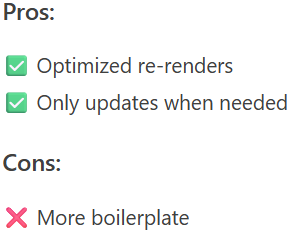 Pros:
✅ Optimized re-renders
✅ Only updates when needed
Cons:
❌ More boilerplate